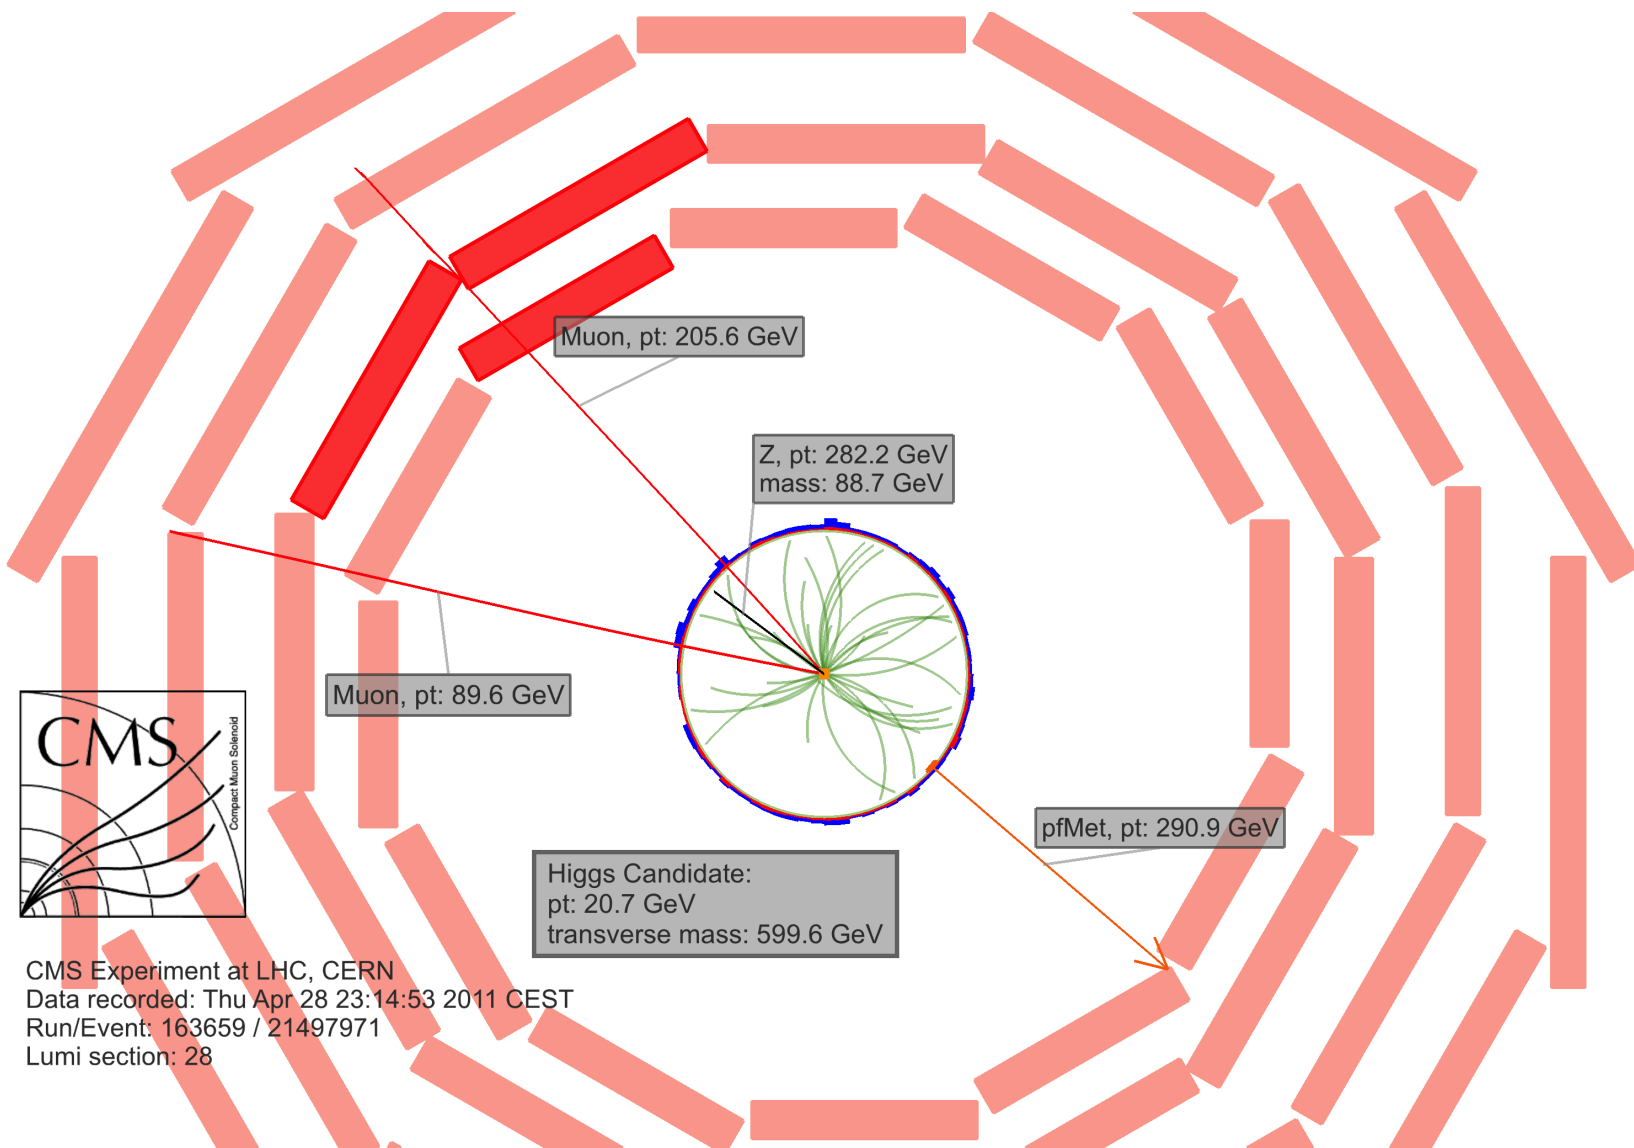 Muon, pt: 205.6 GeV
Z, pt: 282.2 GeV
mass: 88.7 GeV
Muon, pt: 89.6 GeV
CMS
Compact Muon Solenoid
pfMet, pt: 290.9 GeV
Higgs Candidate:
pt: 20.7 GeV
transverse mass: 599.6 GeV
CMS Experiment at LHC, CERN
Data recorded: Thu Apr 28 23:14:53 2011 CEST
Run/Event: 163659 / 21497971
Lumi section: 28